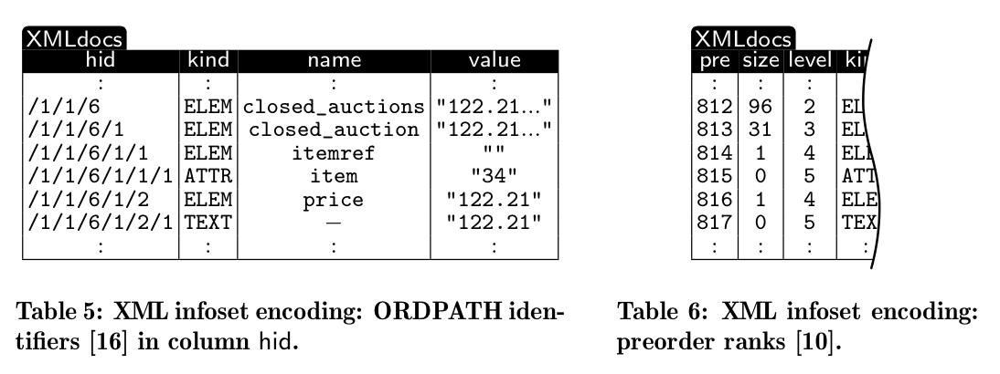 XMLdocs
hid kind name value
: : : :
/1/1/6 ELEM closed_auctions "122.21…"
/1/1/6/1 ELEM closed_auction "122.21…"
/1/1/6/1/1 ELEM itemref ""
/1/1/6/1/1/1 ATTR item "34"
/1/1/6/1/2 ELEM price "122.21"
/1/1/6/1/2/1 TEXT — "122.21"
: : : :
Table 5: XML infoset encoding: ORDPATH iden-
tifiers [16] in column hid.
XMLdocs
pre size level ki
: : :
812 96 2 EL
813 31 3 EL
814 1 4 EL
815 0 5 ATT
816 1 4 ELE
817 0 5 TEX
: : : :
Table 6: XML infoset encoding:
preorder ranks [10].